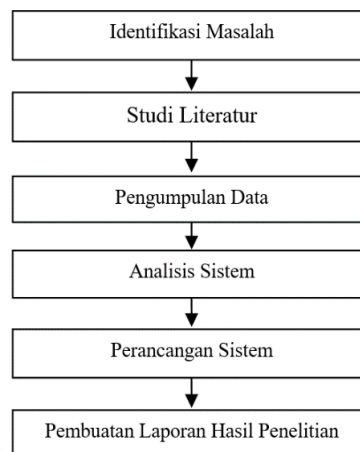 Identifikasi Masalah
Studi Literatur
Pengumpulan Data
Analisis Sistem
Perancangan Sistem
Pembuatan Laporan Hasil Penelitian